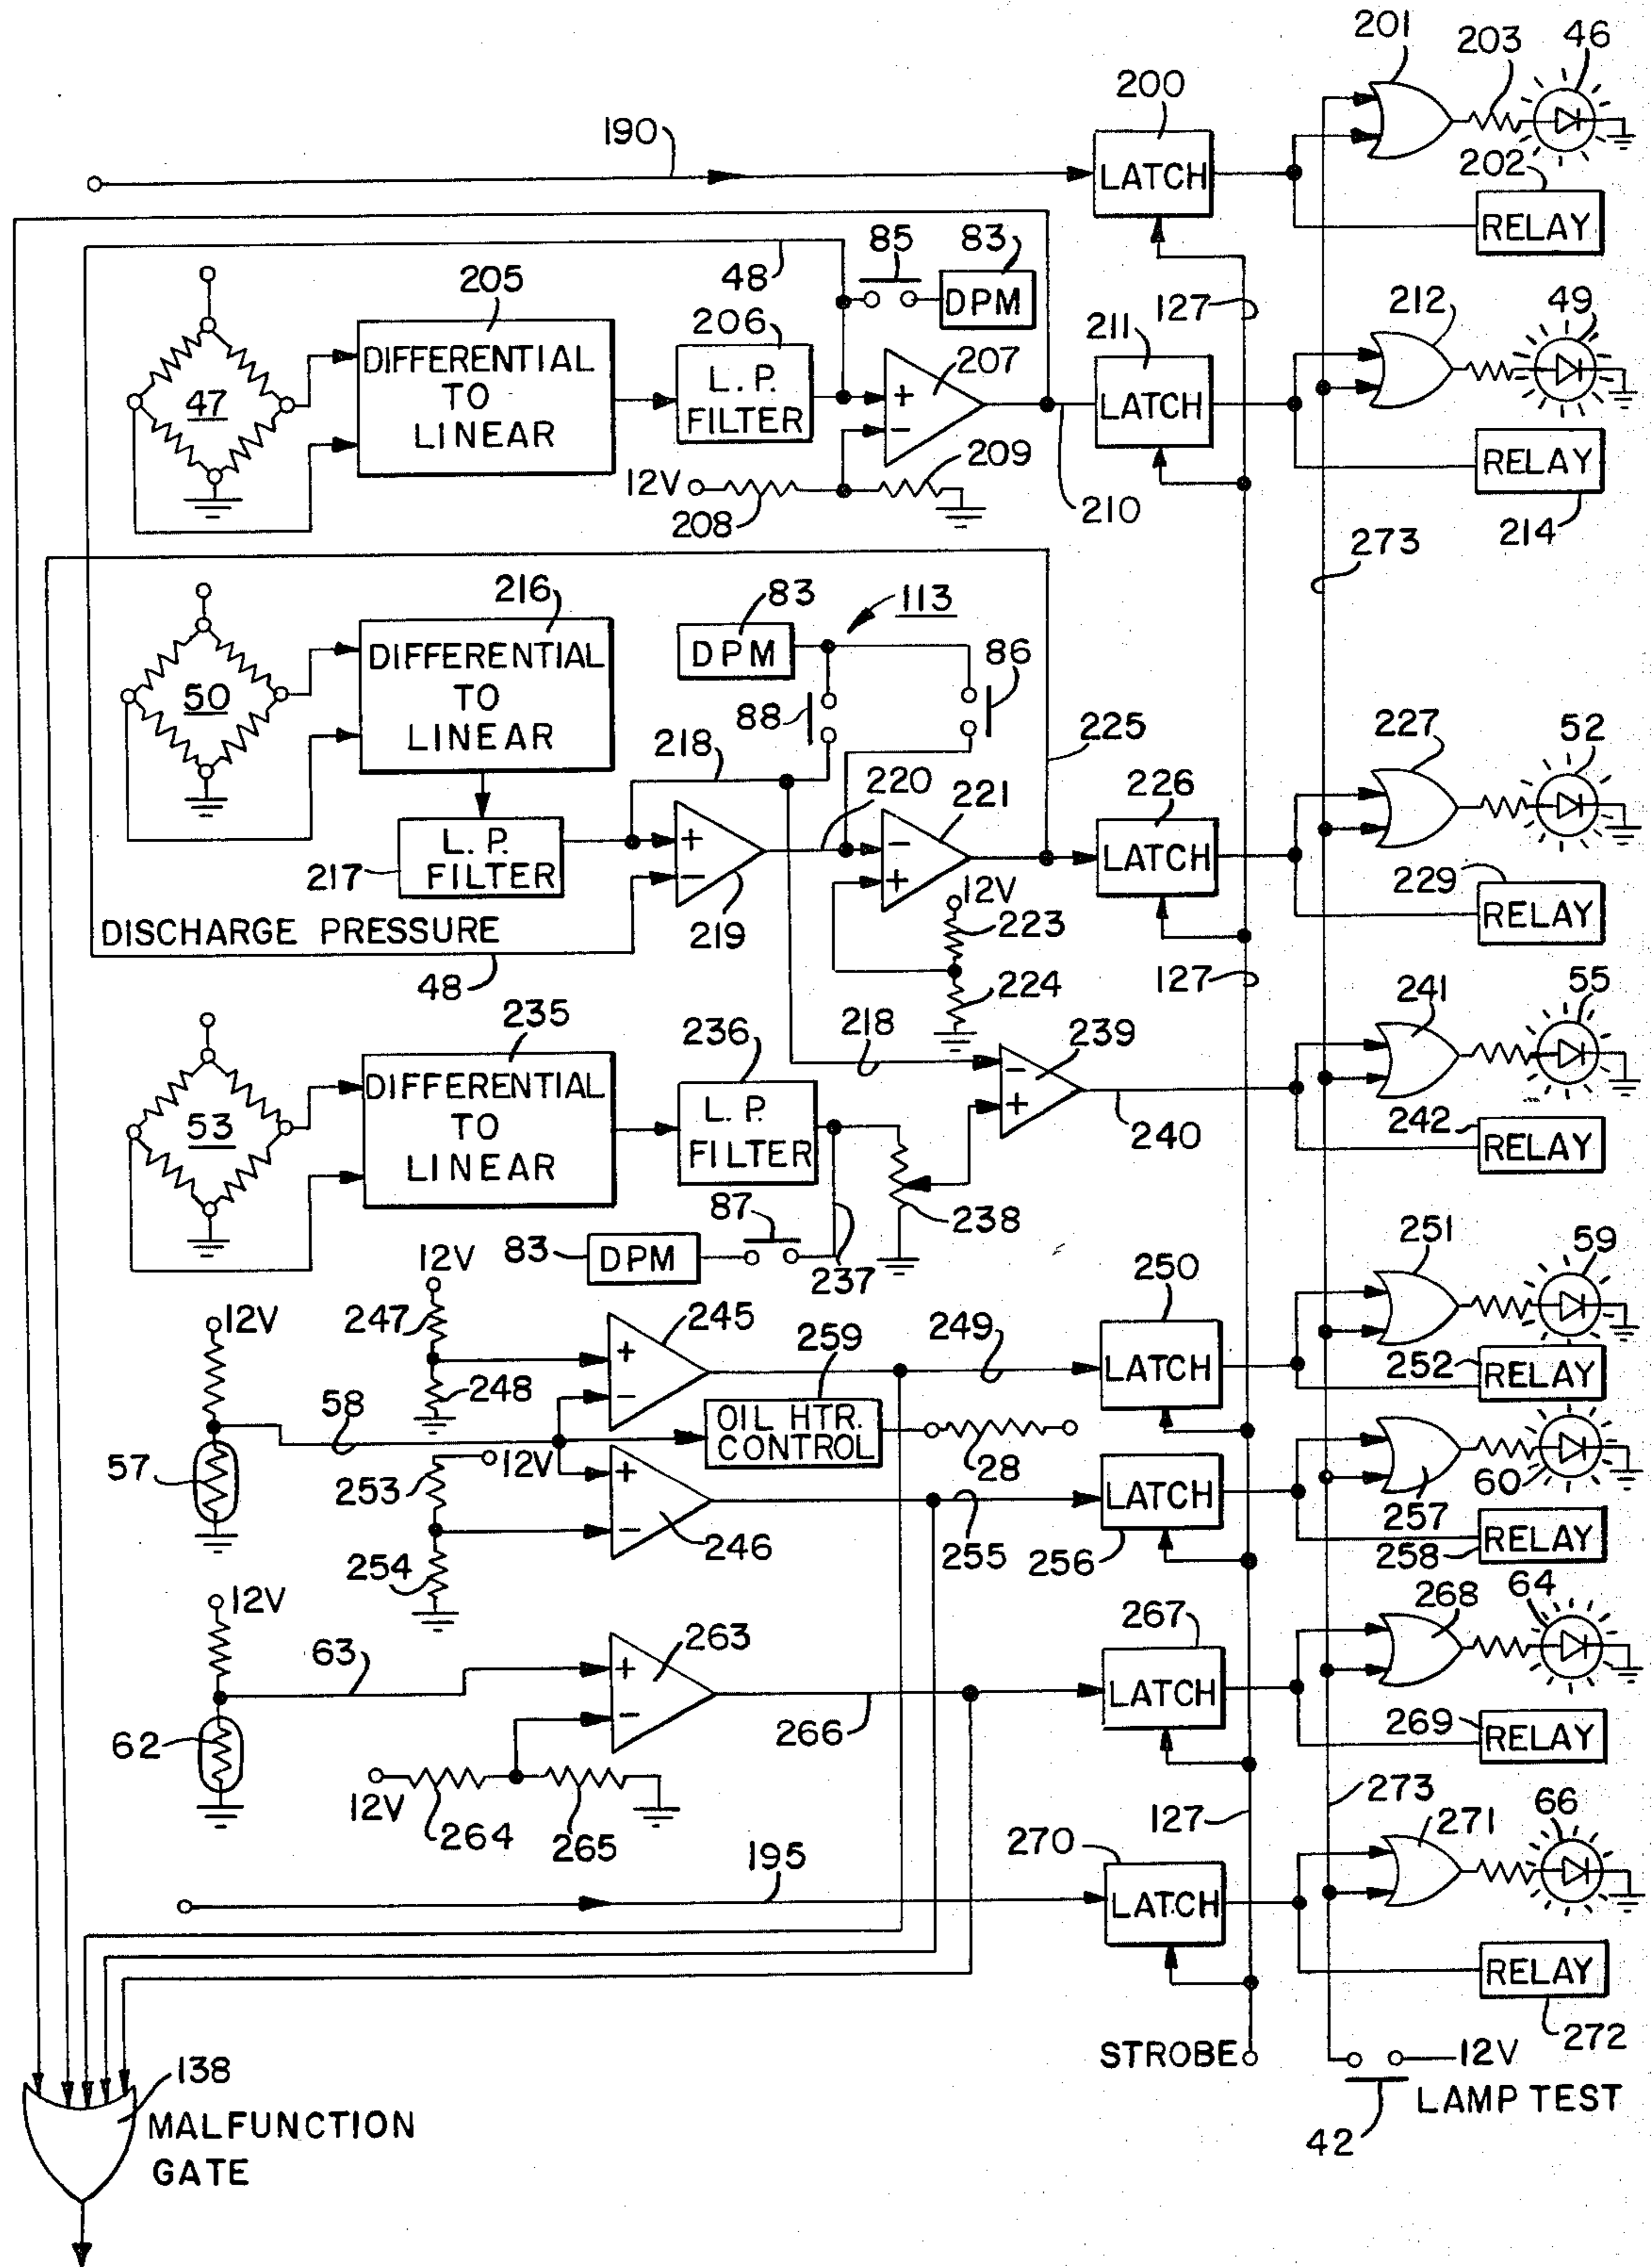 201
203
46
200
190
LATCH
202
RELAY
85
83
48
DPM
205
206
207
211
127
212
49
47
DIFFERENTIAL
TO
LINEAR
L. P.
FILTER
+
−
LATCH
RELAY
12V
208
209
210
214
273
216
83
113
DPM
86
50
DIFFERENTIAL
TO
LINEAR
88
218
220
221
225
226
227
52
217
L. P.
FILTER
+
−
−
+
LATCH
12V
229
RELAY
DISCHARGE PRESSURE
219
223
48
224
127
241
55
235
236
218
239
53
DIFFERENTIAL
TO
LINEAR
L. P.
FILTER
−
+
240
242
RELAY
87
238
83
DPM
237
251
59
12V
247
245
259
249
250
12V
+
−
LATCH
252
RELAY
58
248
OIL HTR.
CONTROL
28
57
253
12V
+
−
LATCH
60
254
246
255
256
257
258
RELAY
12V
63
263
267
268
64
+
−
LATCH
62
266
269
RELAY
12V
264
265
127
273
195
270
271
66
LATCH
RELAY
272
STROBE
12V
LAMP TEST
42
138
MALFUNCTION
GATE